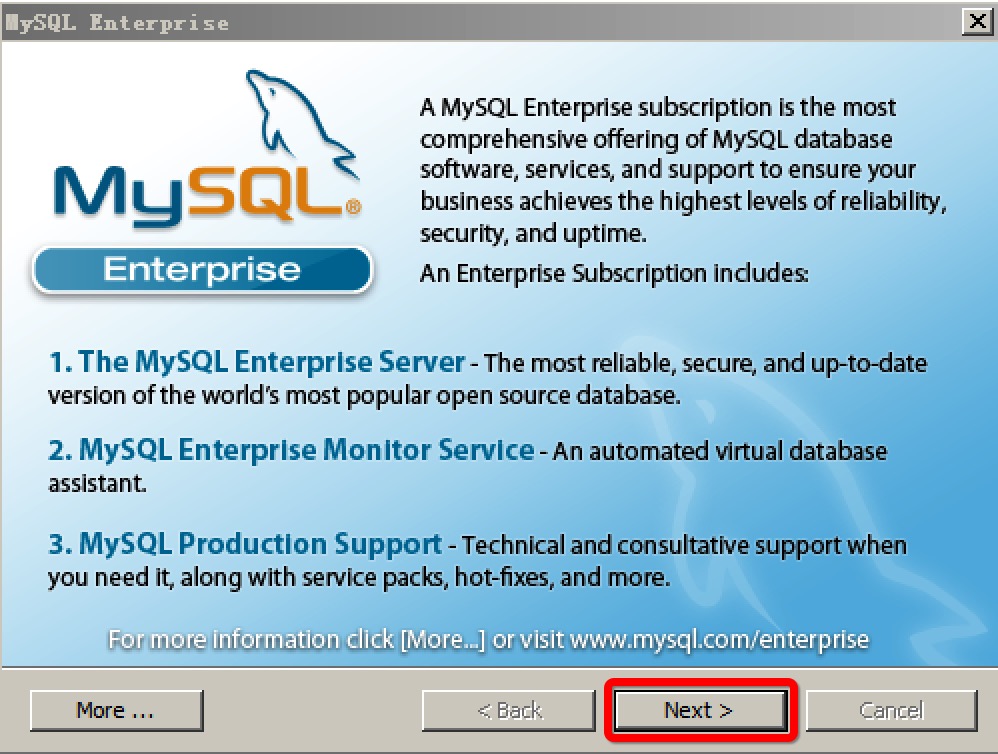 MySQL Enterprise
MySQL®
Enterprise
A MySQL Enterprise subscription is the most
comprehensive offering of MySQL database
software, services, and support to ensure your
business achieves the highest levels of reliability,
security, and uptime.
An Enterprise Subscription includes:
1. The MySQL Enterprise Server - The most reliable, secure, and up-to-date
version of the world's most popular open source database.
2. MySQL Enterprise Monitor Service - An automated virtual database
assistant.
3. MySQL Production Support - Technical and consultative support when
you need it, along with service packs, hot-fixes, and more.
For more information click [More...] or visit www.mysql.com/enterprise
More ...
< Back
Next >
Cancel